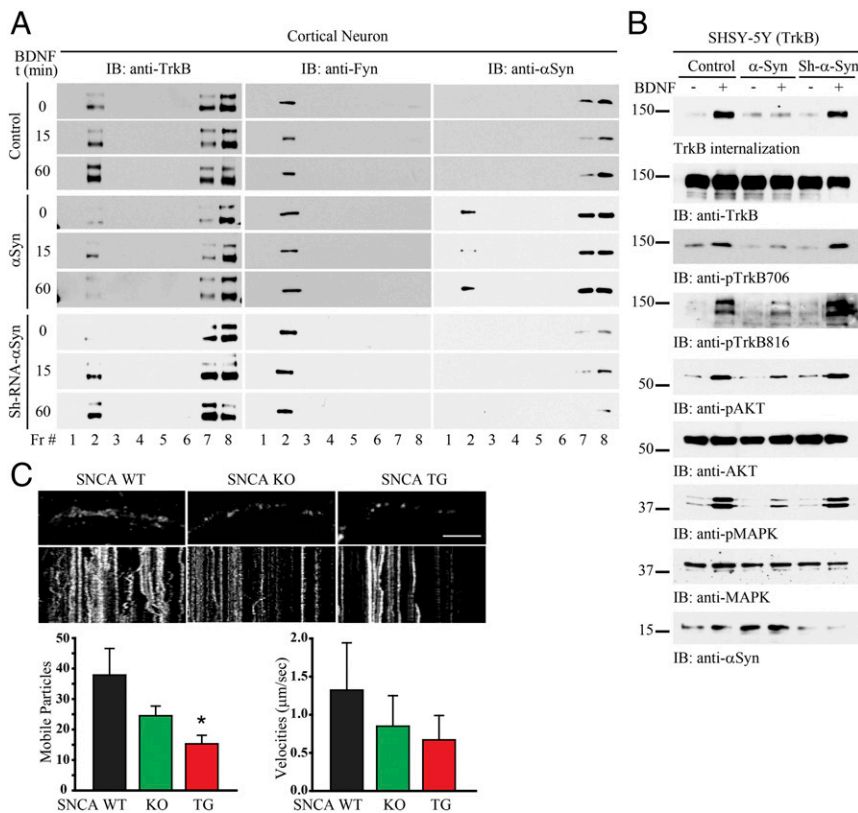 A
Cortical Neuron
BDNF
t (min)
IB: anti-TrkB
IB: anti-Fyn
IB: anti-αSyn
Control
0
15
60
αSyn
0
15
60
Sh-RNA-αSyn
0
15
60
Fr #
1 2 3 4 5 6 7 8
1 2 3 4 5 6 7 8
1 2 3 4 5 6 7 8
B
SHSY-5Y (TrkB)
Control α-Syn Sh-α-Syn
BDNF - + - + - +
150
TrkB internalization
150
IB: anti-TrkB
150
IB: anti-pTrkB706
150
IB: anti-pTrkB816
50
IB: anti-pAKT
50
IB: anti-AKT
37
IB: anti-pMAPK
37
IB: anti-MAPK
15
IB: anti-αSyn
C
SNCA WT
SNCA KO
SNCA TG
Mobile Particles
50
40
30
20
10
0
*
SNCA WT KO TG
Velocities (μm/sec)
2.0
1.5
1.0
0.5
0.0
SNCA WT KO TG